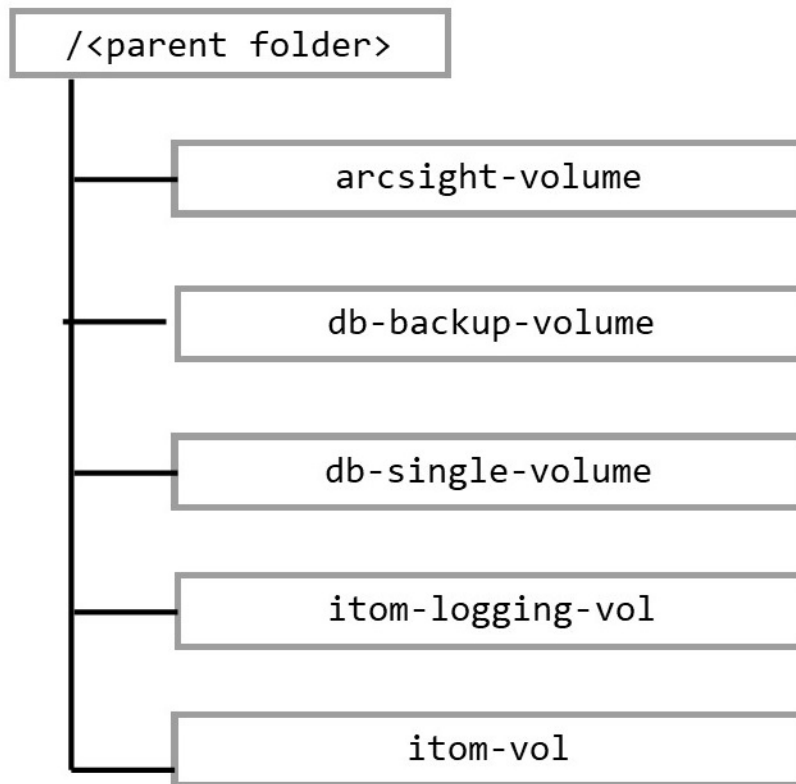 /<parent folder>
arcsight-volume
db-backup-volume
db-single-volume
itom-logging-vol
itom-vol